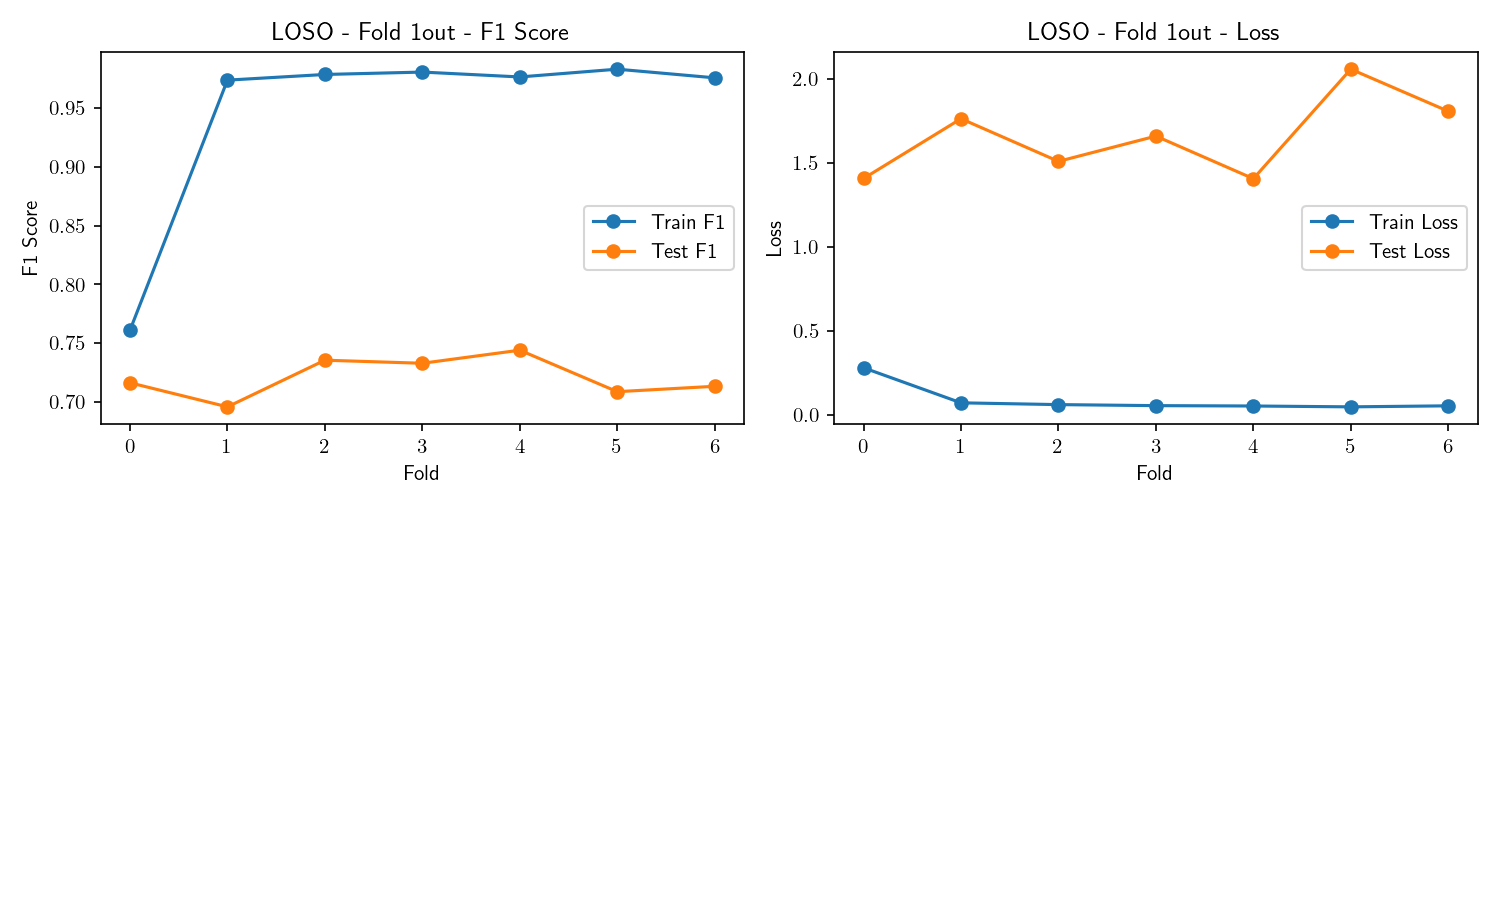 LOSO - Fold 1out - F1 Score
F1 Score
0.95
0.90
0.85
0.80
0.75
0.70
Train F1
Test F1
0 1 2 3 4 5 6
Fold
LOSO - Fold 1out - Loss
Loss
2.0
1.5
1.0
0.5
0.0
Train Loss
Test Loss
0 1 2 3 4 5 6
Fold